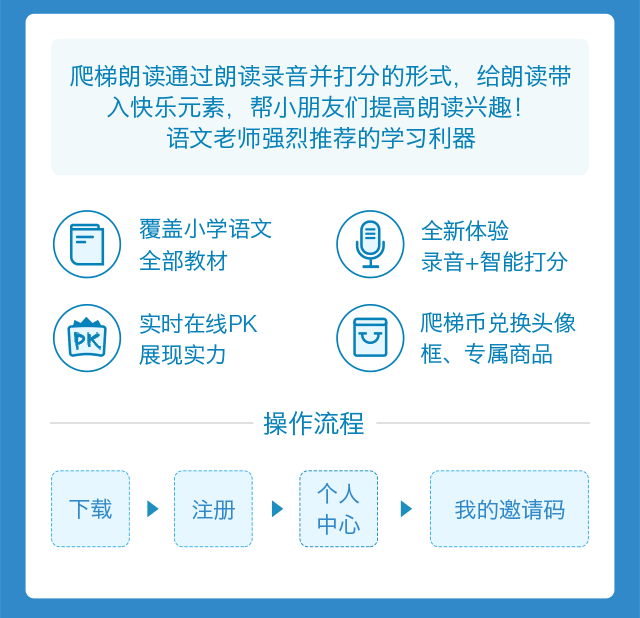 爬梯朗读通过朗读录音并打分的形式，给朗读带
入快乐元素，帮小朋友们提高朗读兴趣！
语文老师强烈推荐的学习利器
覆盖小学语文
全部教材
全新体验
录音+智能打分
PK
实时在线PK
展现实力
爬梯币兑换头像
框、专属商品
操作流程
下载
注册
个人
中心
我的邀请码